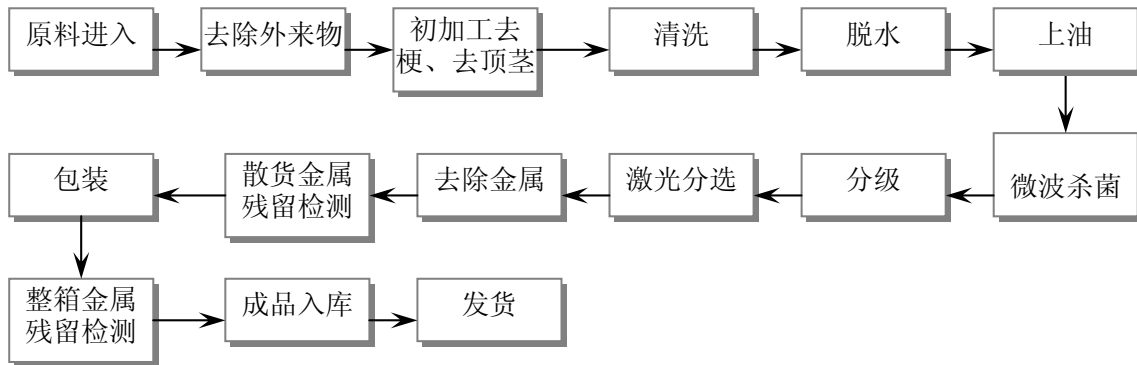 原料进入
去除外来物
初加工去
梗、去顶茎
清洗
脱水
上油
微波杀菌
分级
激光分选
去除金属
散货金属
残留检测
包装
整箱金属
残留检测
成品入库
发货